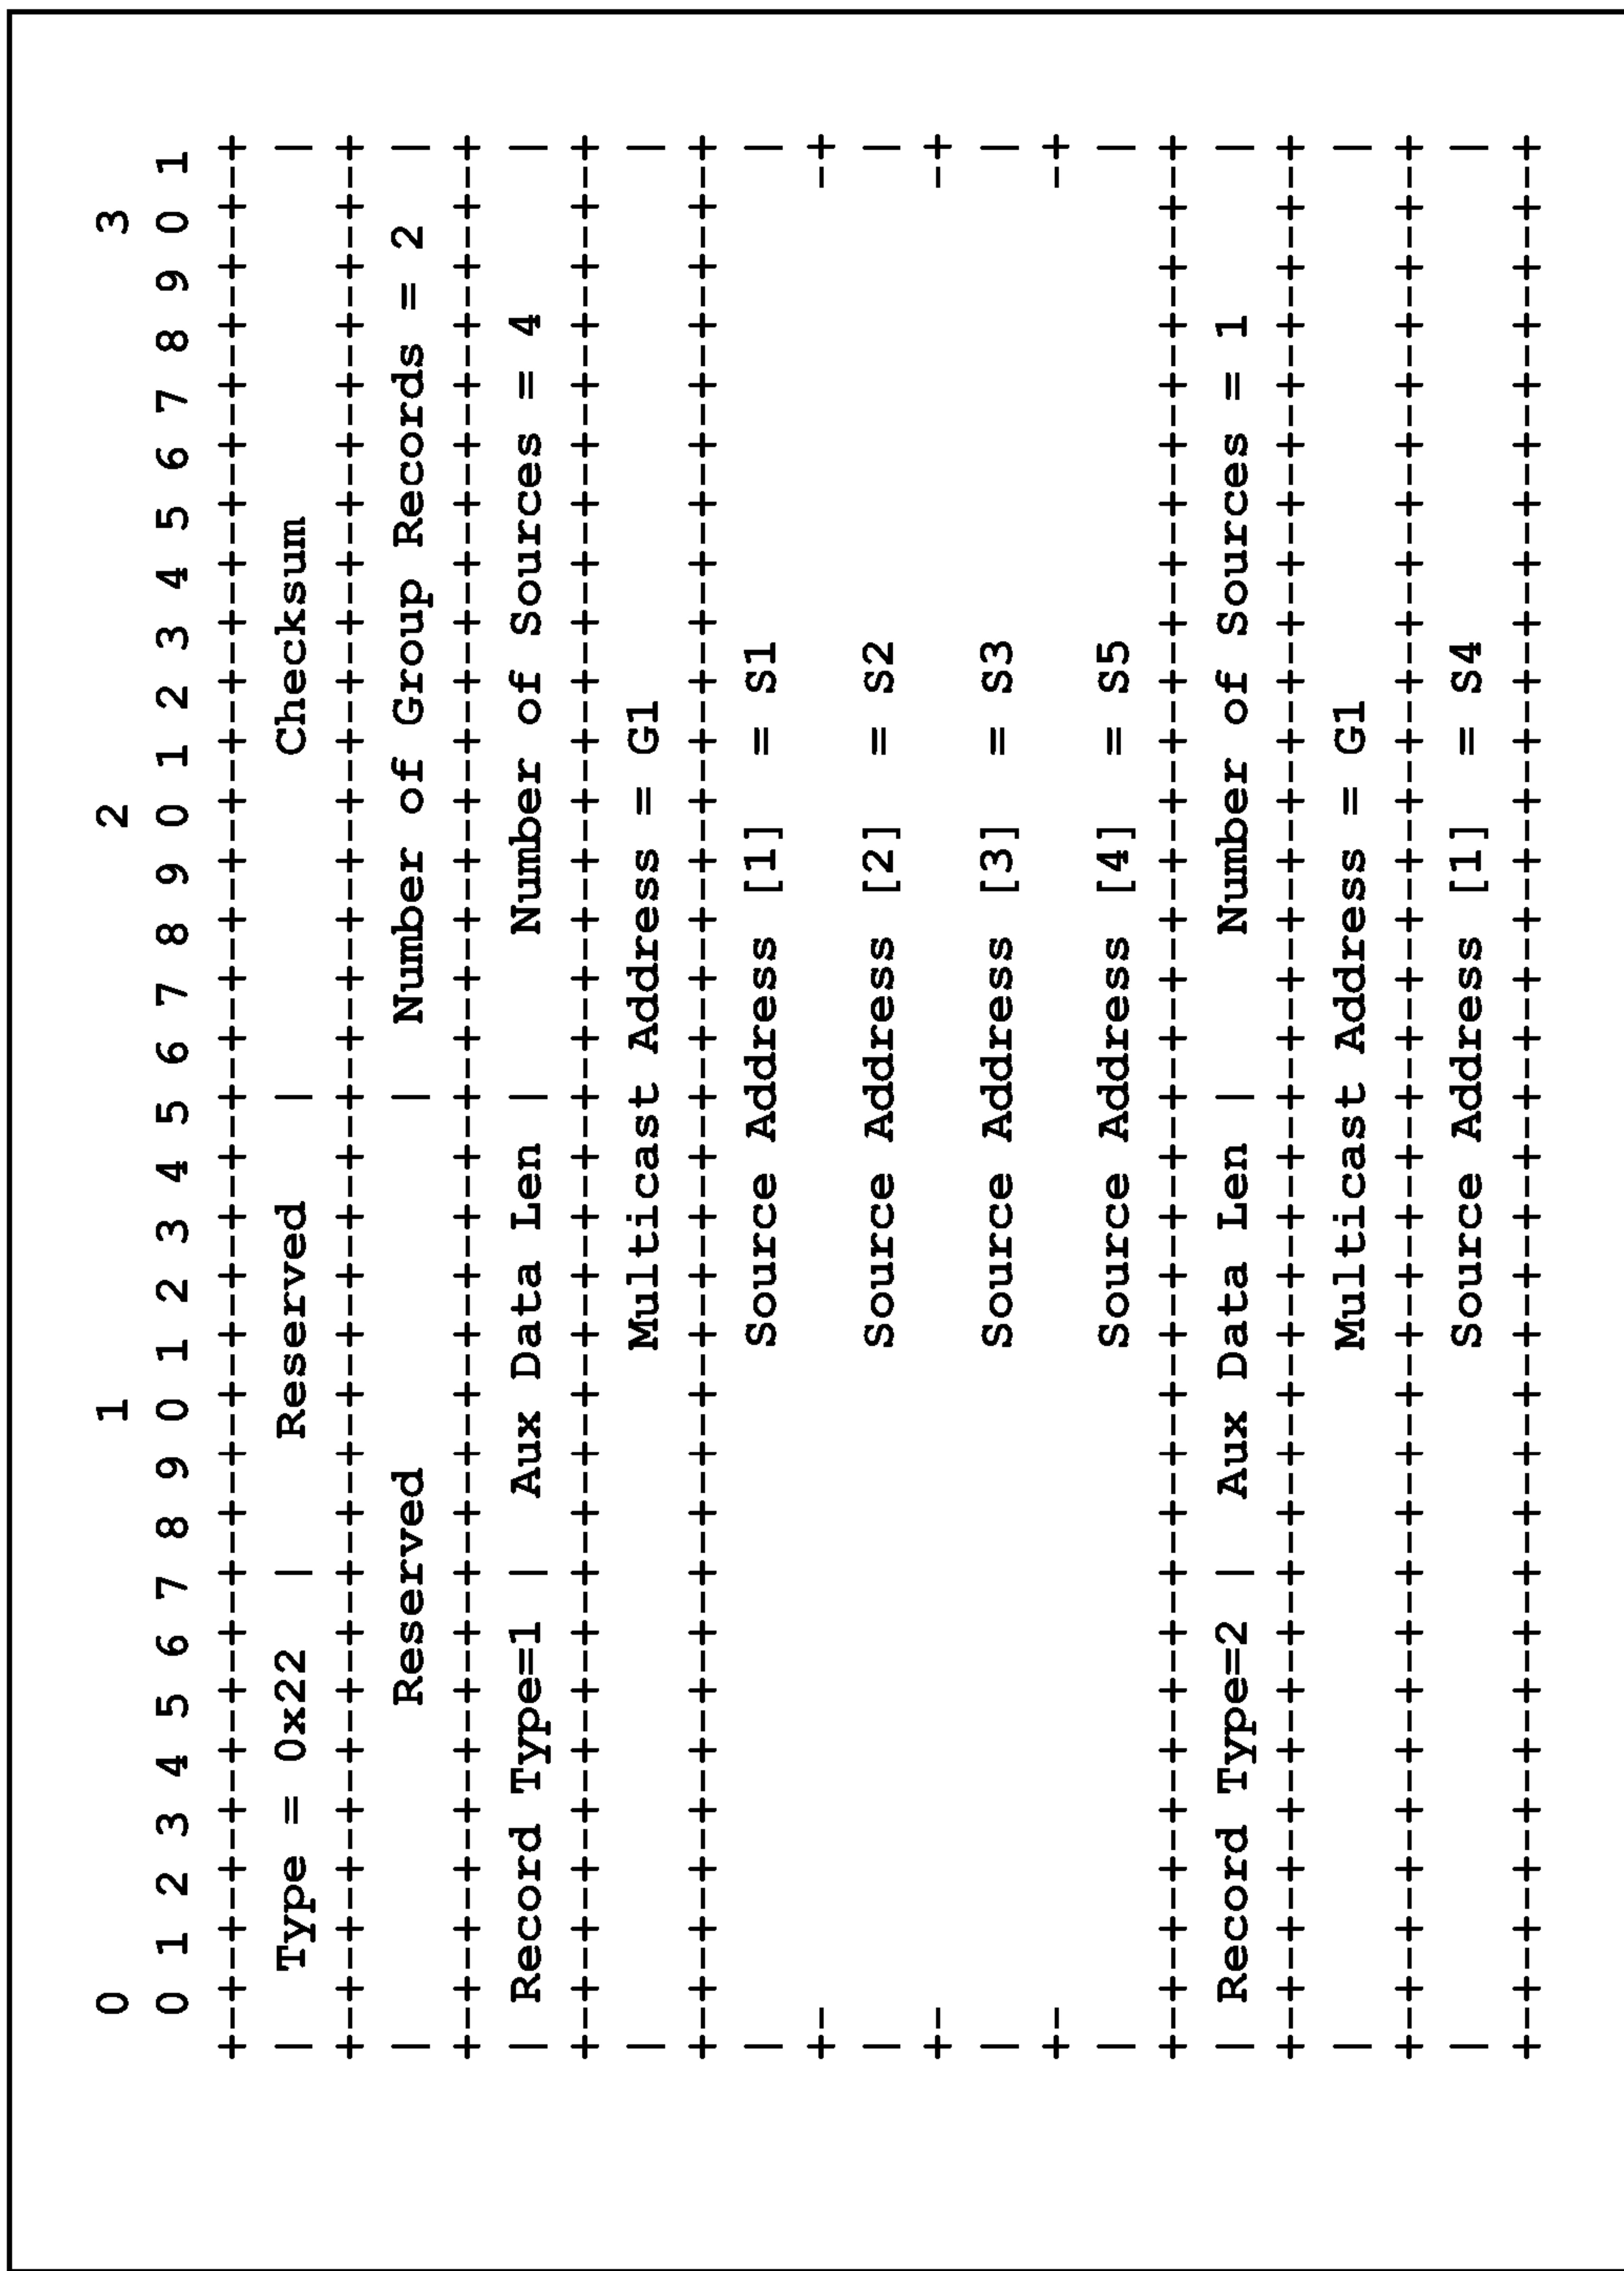 0                   1                   2                   3
 0 1 2 3 4 5 6 7 8 9 0 1 2 3 4 5 6 7 8 9 0 1 2 3 4 5 6 7 8 9 0 1
+-+-+-+-+-+-+-+-+-+-+-+-+-+-+-+-+-+-+-+-+-+-+-+-+-+-+-+-+-+-+-+-+
|  Type = 0x22  |    Reserved   |           Checksum            |
+-+-+-+-+-+-+-+-+-+-+-+-+-+-+-+-+-+-+-+-+-+-+-+-+-+-+-+-+-+-+-+-+
|           Reserved            |  Number of Group Records = 2  |
+-+-+-+-+-+-+-+-+-+-+-+-+-+-+-+-+-+-+-+-+-+-+-+-+-+-+-+-+-+-+-+-+
| Record Type=1 |  Aux Data Len |     Number of Sources = 4     |
+-+-+-+-+-+-+-+-+-+-+-+-+-+-+-+-+-+-+-+-+-+-+-+-+-+-+-+-+-+-+-+-+
|                       Multicast Address = G1                  |
+-+-+-+-+-+-+-+-+-+-+-+-+-+-+-+-+-+-+-+-+-+-+-+-+-+-+-+-+-+-+-+-+
|                       Source Address [1]  = S1                |
+-                                                             -+
|                       Source Address [2]  = S2                |
+-                                                             -+
|                       Source Address [3]  = S3                |
+-                                                             -+
|                       Source Address [4]  = S5                |
+-+-+-+-+-+-+-+-+-+-+-+-+-+-+-+-+-+-+-+-+-+-+-+-+-+-+-+-+-+-+-+-+
| Record Type=2 |  Aux Data Len |     Number of Sources = 1     |
+-+-+-+-+-+-+-+-+-+-+-+-+-+-+-+-+-+-+-+-+-+-+-+-+-+-+-+-+-+-+-+-+
|                       Multicast Address = G1                  |
+-+-+-+-+-+-+-+-+-+-+-+-+-+-+-+-+-+-+-+-+-+-+-+-+-+-+-+-+-+-+-+-+
|                       Source Address [1]  = S4                |
+-+-+-+-+-+-+-+-+-+-+-+-+-+-+-+-+-+-+-+-+-+-+-+-+-+-+-+-+-+-+-+-+